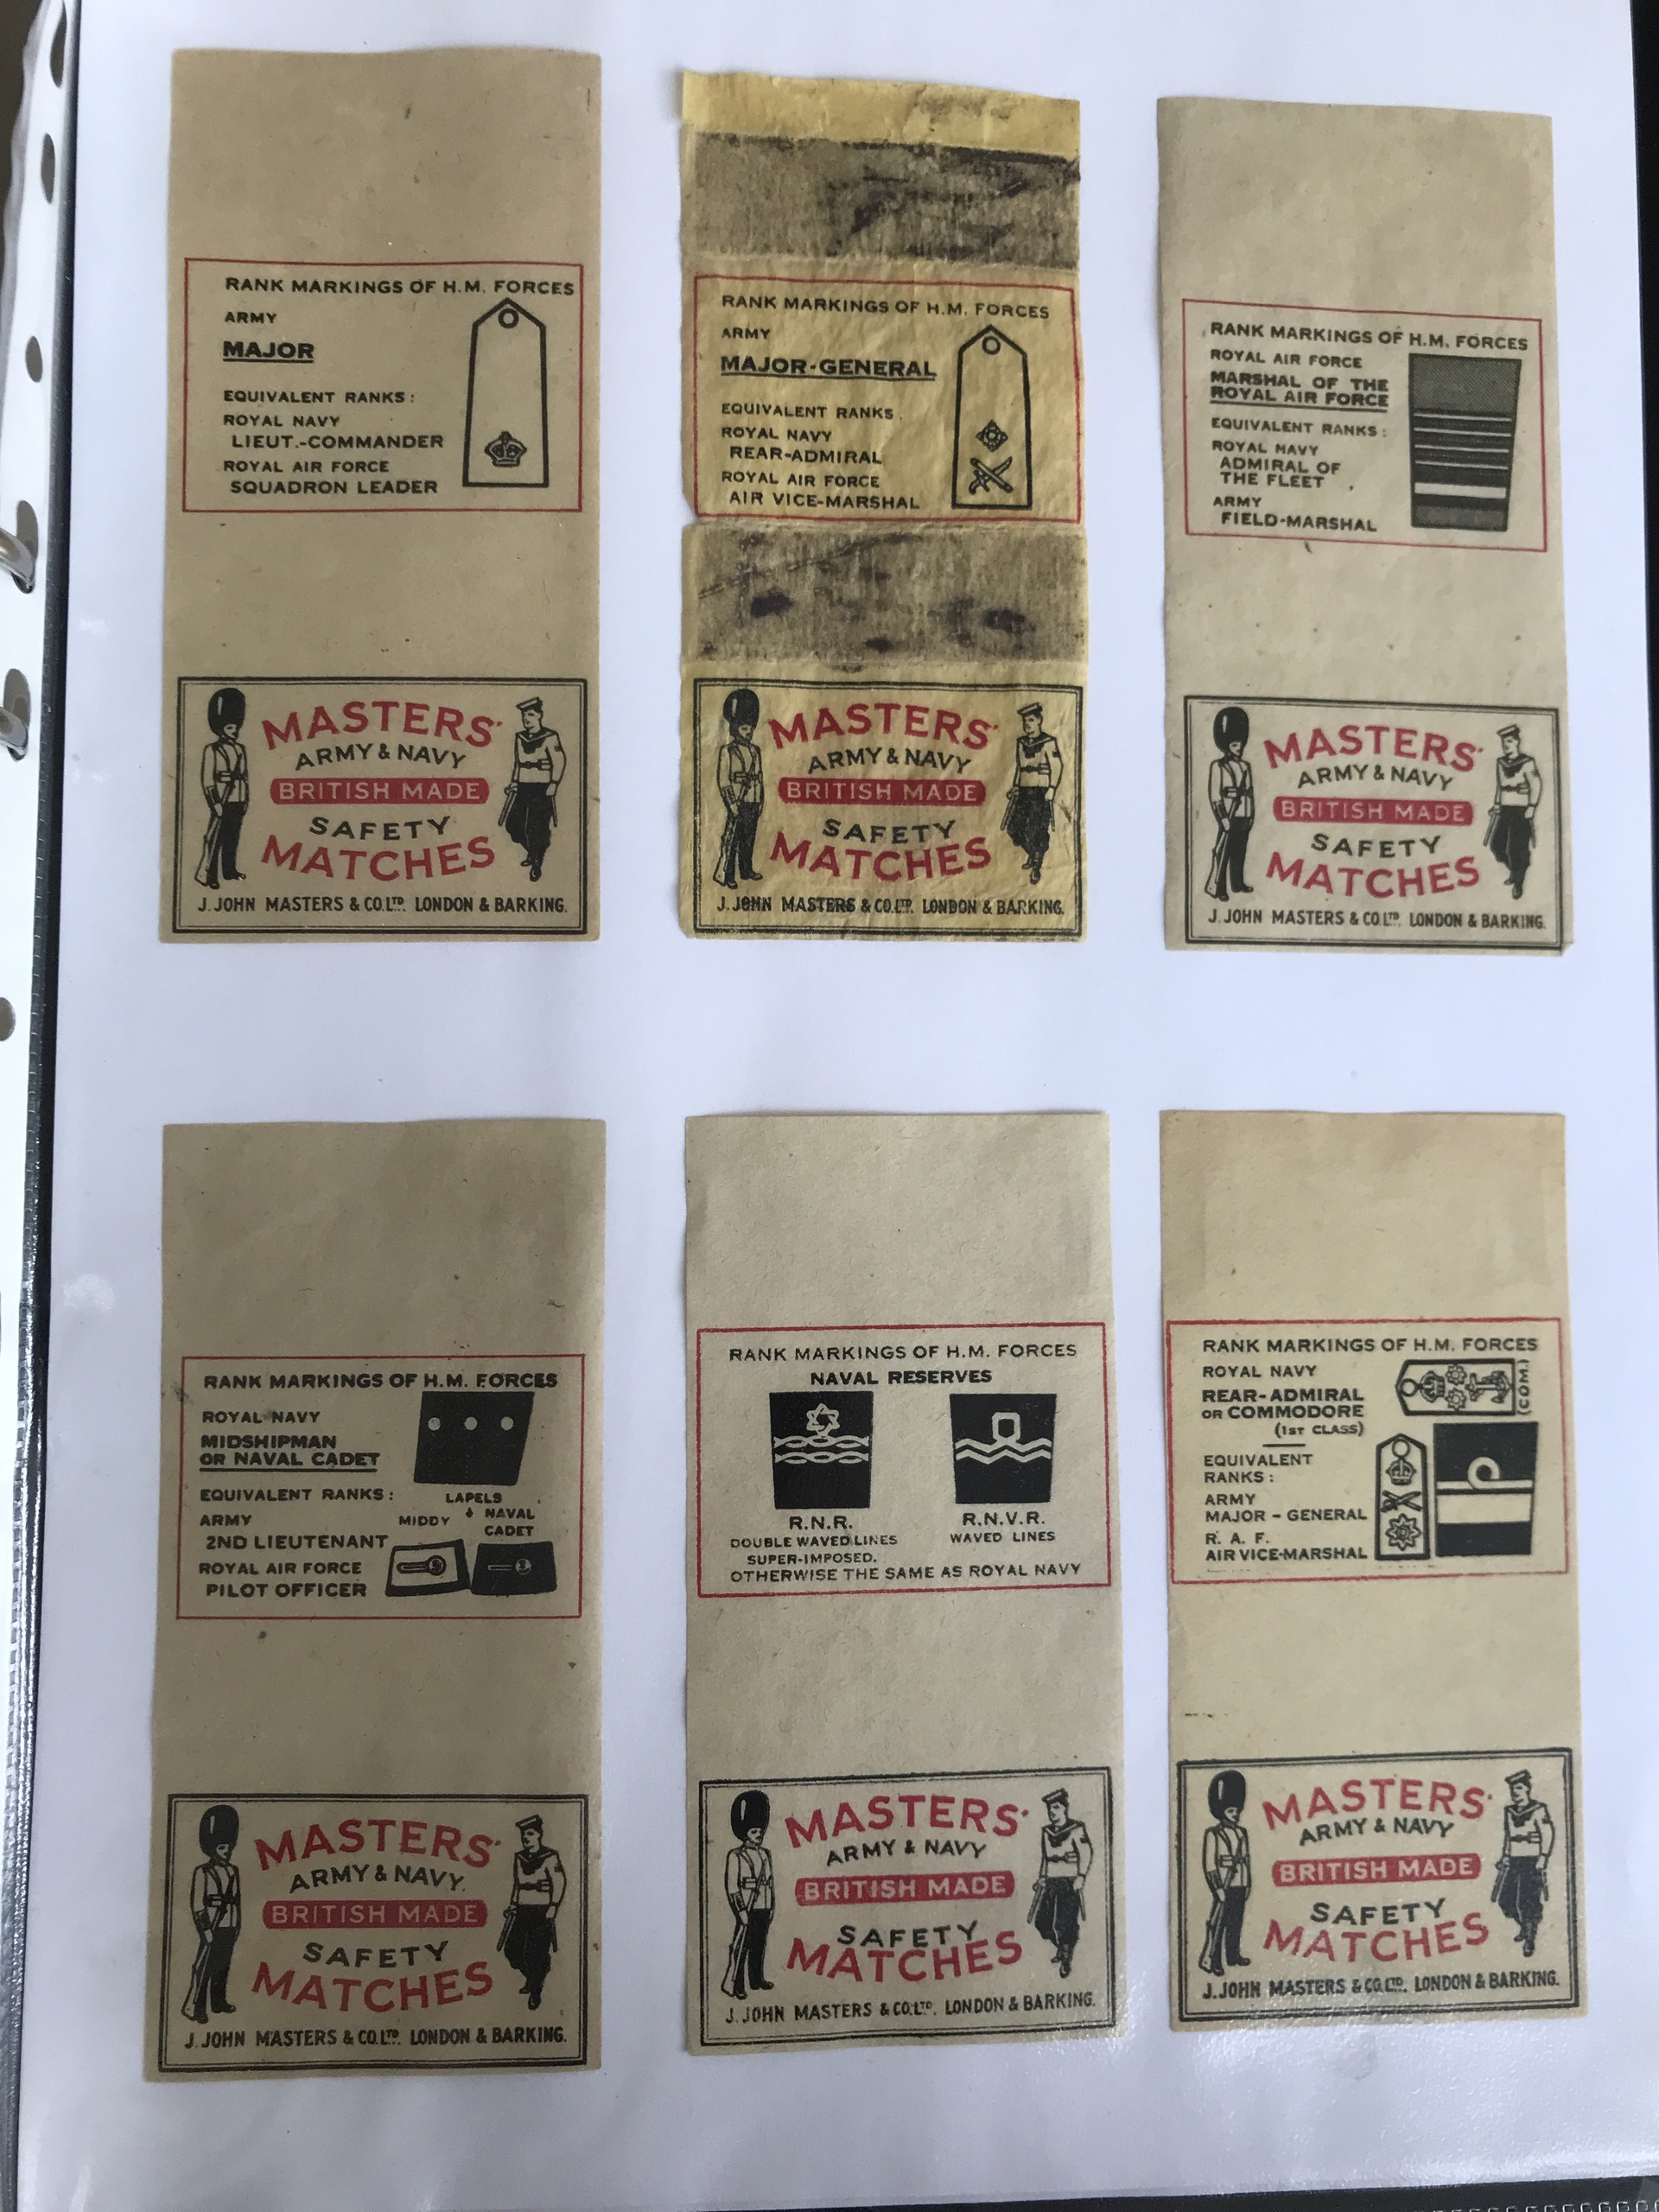 RANK MARKINGS OF H.M. FORCES
ARMY
MAJOR
EQUIVALENT RANKS:
ROYAL NAVY
LIEUT.-COMMANDER
ROYAL AIR FORCE
SQUADRON LEADER
MASTERS'
ARMY & NAVY
BRITISH MADE
SAFETY
MATCHES
J. JOHN MASTERS & CO. LTD. LONDON & BARKING.
RANK MARKINGS OF H.M. FORCES
ARMY
MAJOR-GENERAL
EQUIVALENT RANKS
ROYAL NAVY
REAR-ADMIRAL
ROYAL AIR FORCE
AIR VICE-MARSHAL
MASTERS'
ARMY & NAVY
BRITISH MADE
SAFETY
MATCHES
J. JOHN MASTERS & CO. LTD. LONDON & BARKING.
RANK MARKINGS OF H.M. FORCES
ROYAL AIR FORCE
MARSHAL OF THE
ROYAL AIR FORCE
EQUIVALENT RANKS:
ROYAL NAVY
ADMIRAL OF
THE FLEET
ARMY
FIELD-MARSHAL
MASTERS'
ARMY & NAVY
BRITISH MADE
SAFETY
MATCHES
J. JOHN MASTERS & CO. LTD. LONDON & BARKING.
RANK MARKINGS OF H.M. FORCES
ROYAL NAVY
MIDSHIPMAN
OR NAVAL CADET
EQUIVALENT RANKS:
ARMY
2ND LIEUTENANT
ROYAL AIR FORCE
PILOT OFFICER
LAPELS
MIDDY
NAVAL
CADET
MASTERS'
ARMY & NAVY.
BRITISH MADE
SAFETY
MATCHES
J. JOHN MASTERS & CO. LTD. LONDON & BARKING.
RANK MARKINGS OF H.M. FORCES
NAVAL RESERVES
R.N.R.
DOUBLE WAVED LINES
SUPER-IMPOSED.
R.N.V.R.
WAVED LINES
OTHERWISE THE SAME AS ROYAL NAVY
MASTERS'
ARMY & NAVY
BRITISH MADE
SAFETY
MATCHES
J. JOHN MASTERS & CO. LTD. LONDON & BARKING.
RANK MARKINGS OF H.M. FORCES
ROYAL NAVY
REAR-ADMIRAL
OR COMMODORE
(1ST CLASS)
(COM.)
EQUIVALENT
RANKS:
ARMY
MAJOR-GENERAL
R. A. F.
AIR VICE-MARSHAL
MASTERS'
ARMY & NAVY
BRITISH MADE
SAFETY
MATCHES
J. JOHN MASTERS & CO. LTD. LONDON & BARKING.